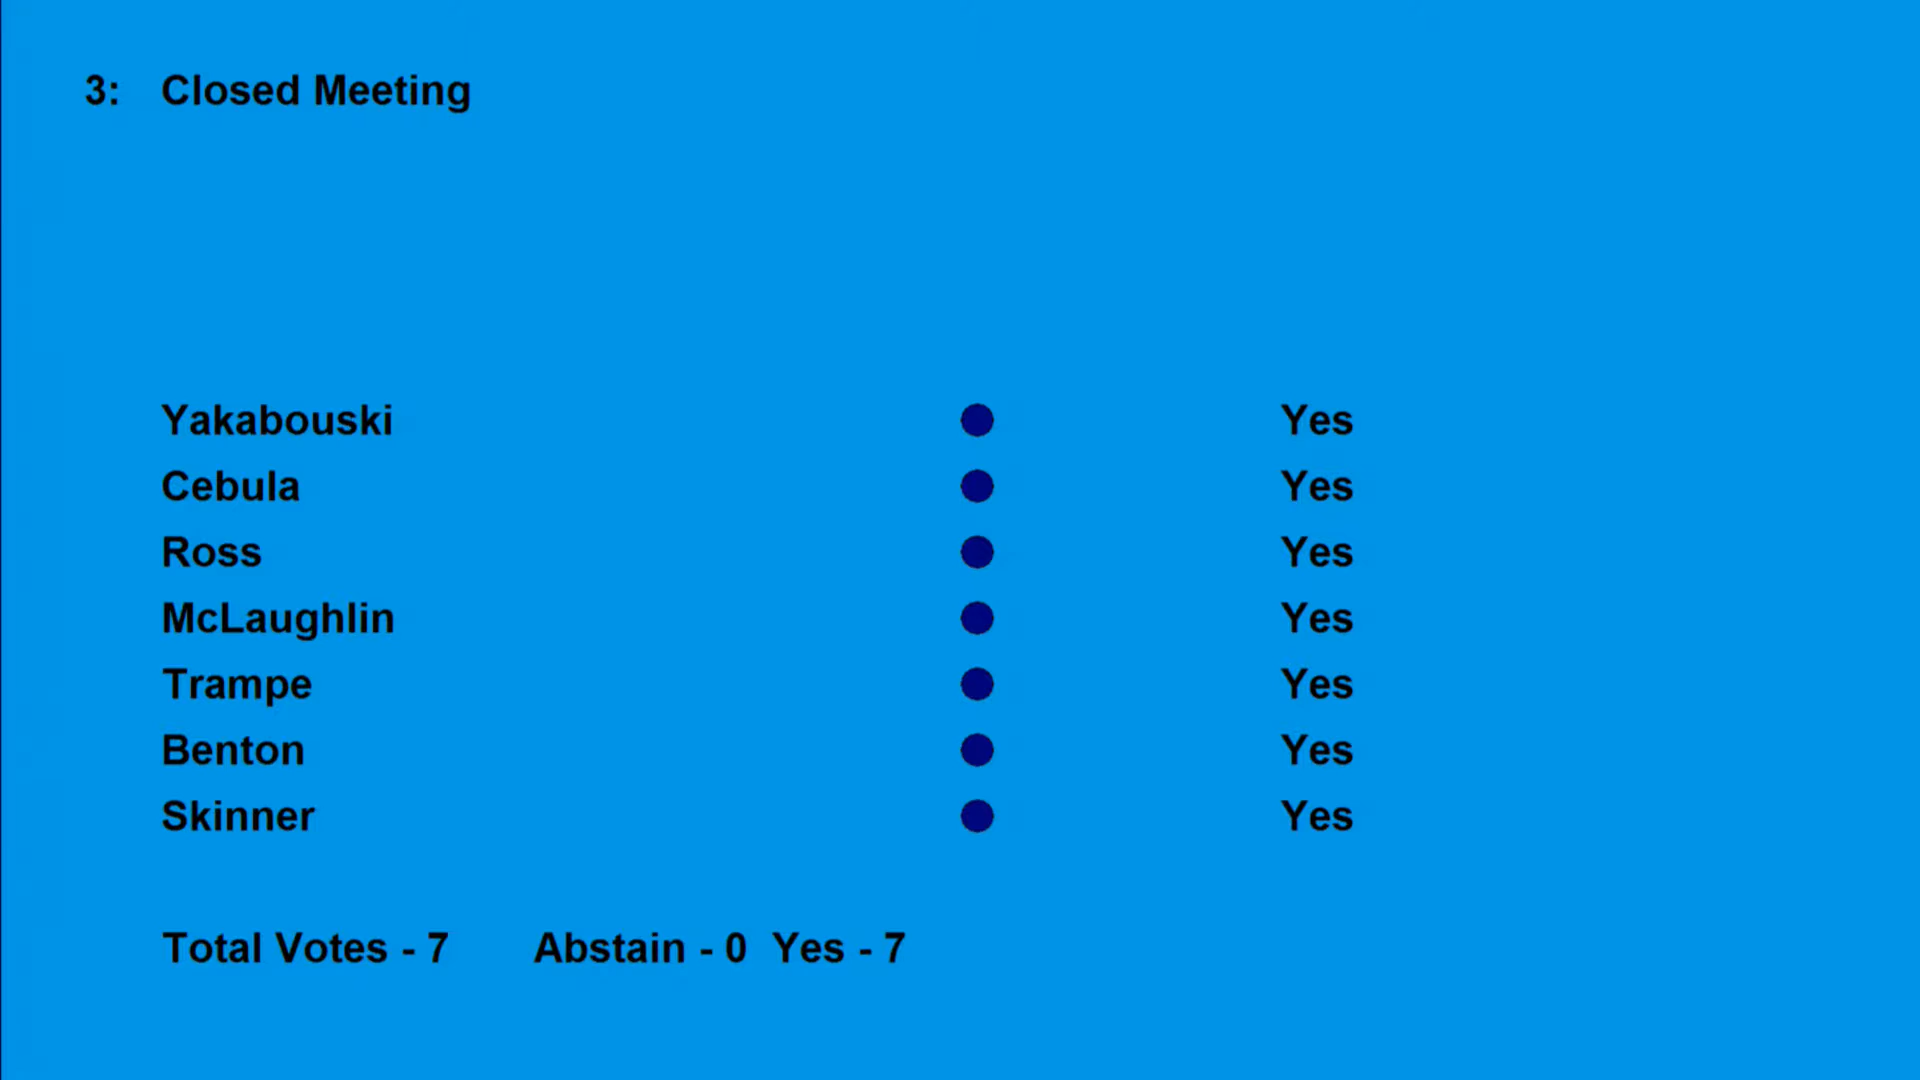 3: Closed Meeting
Yakabouski Yes
Cebula Yes
Ross Yes
McLaughlin Yes
Trampe Yes
Benton Yes
Skinner Yes
Total Votes - 7 Abstain - 0 Yes - 7